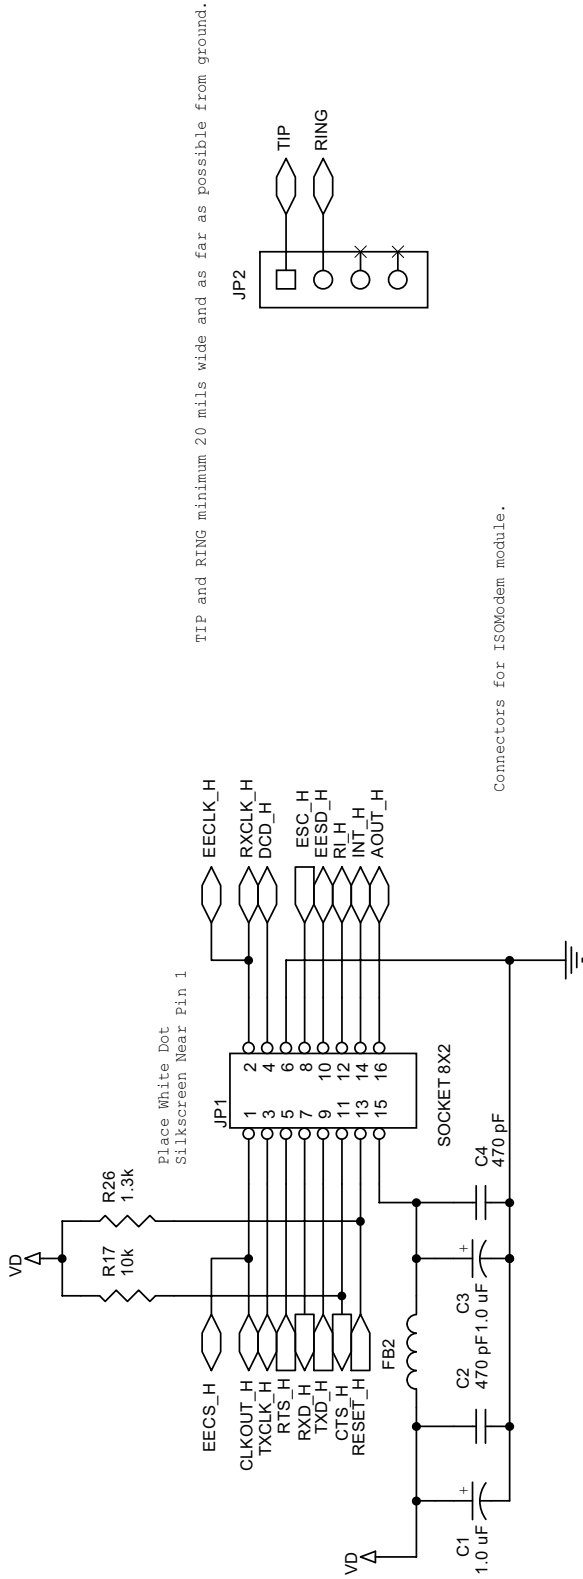 VD
R17
10k
R26
1.3k
Place White Dot
Silkscreen Near Pin 1
EECS_H
CLKOUT_H
TXCLK_H
RTS_H
RXD_H
TXD_H
CTS_H
RESET_H
JP1
1 2
3 4
5 6
7 8
9 10
11 12
13 14
15 16
SOCKET 8X2
EECLK_H
RXCLK_H
DCD_H
ESC_H
EESD_H
RI_H
INT_H
AOUT_H
VD
C1
1.0 uF
+
C2
470 pF
FB2
C3
1.0 uF
+
C4
470 pF
TIP and RING minimum 20 mils wide and as far as possible from ground.
JP2
TIP
RING
Connectors for ISOModem module.